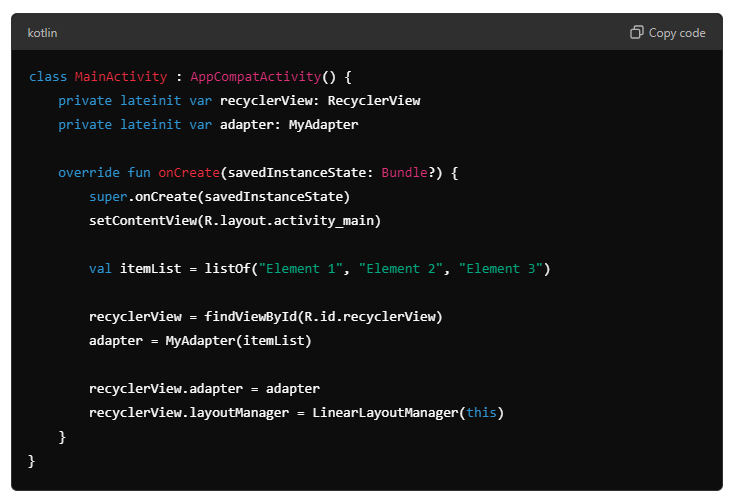 kotlin
Copy code
class MainActivity : AppCompatActivity() {
    private lateinit var recyclerView: RecyclerView
    private lateinit var adapter: MyAdapter

    override fun onCreate(savedInstanceState: Bundle?) {
        super.onCreate(savedInstanceState)
        setContentView(R.layout.activity_main)

        val itemList = listOf("Element 1", "Element 2", "Element 3")

        recyclerView = findViewById(R.id.recyclerView)
        adapter = MyAdapter(itemList)

        recyclerView.adapter = adapter
        recyclerView.layoutManager = LinearLayoutManager(this)
    }
}